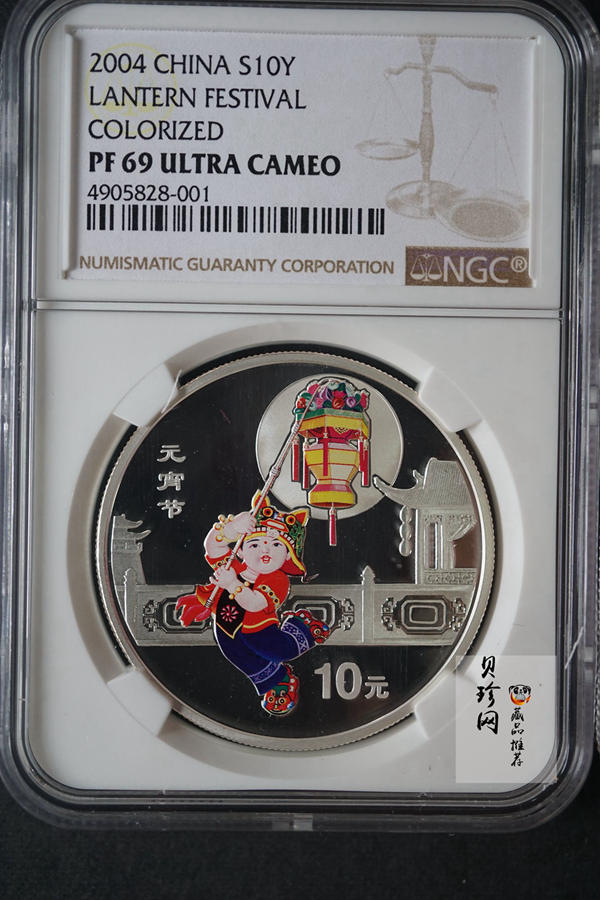 2004 CHINA S10Y
LANTERN FESTIVAL
COLORIZED
PF 69 ULTRA CAMEO
4905828-001
NUMISMATIC GUARANTY CORPORATION
NGC®
元宵节
10元
贝珍网
藏品推荐